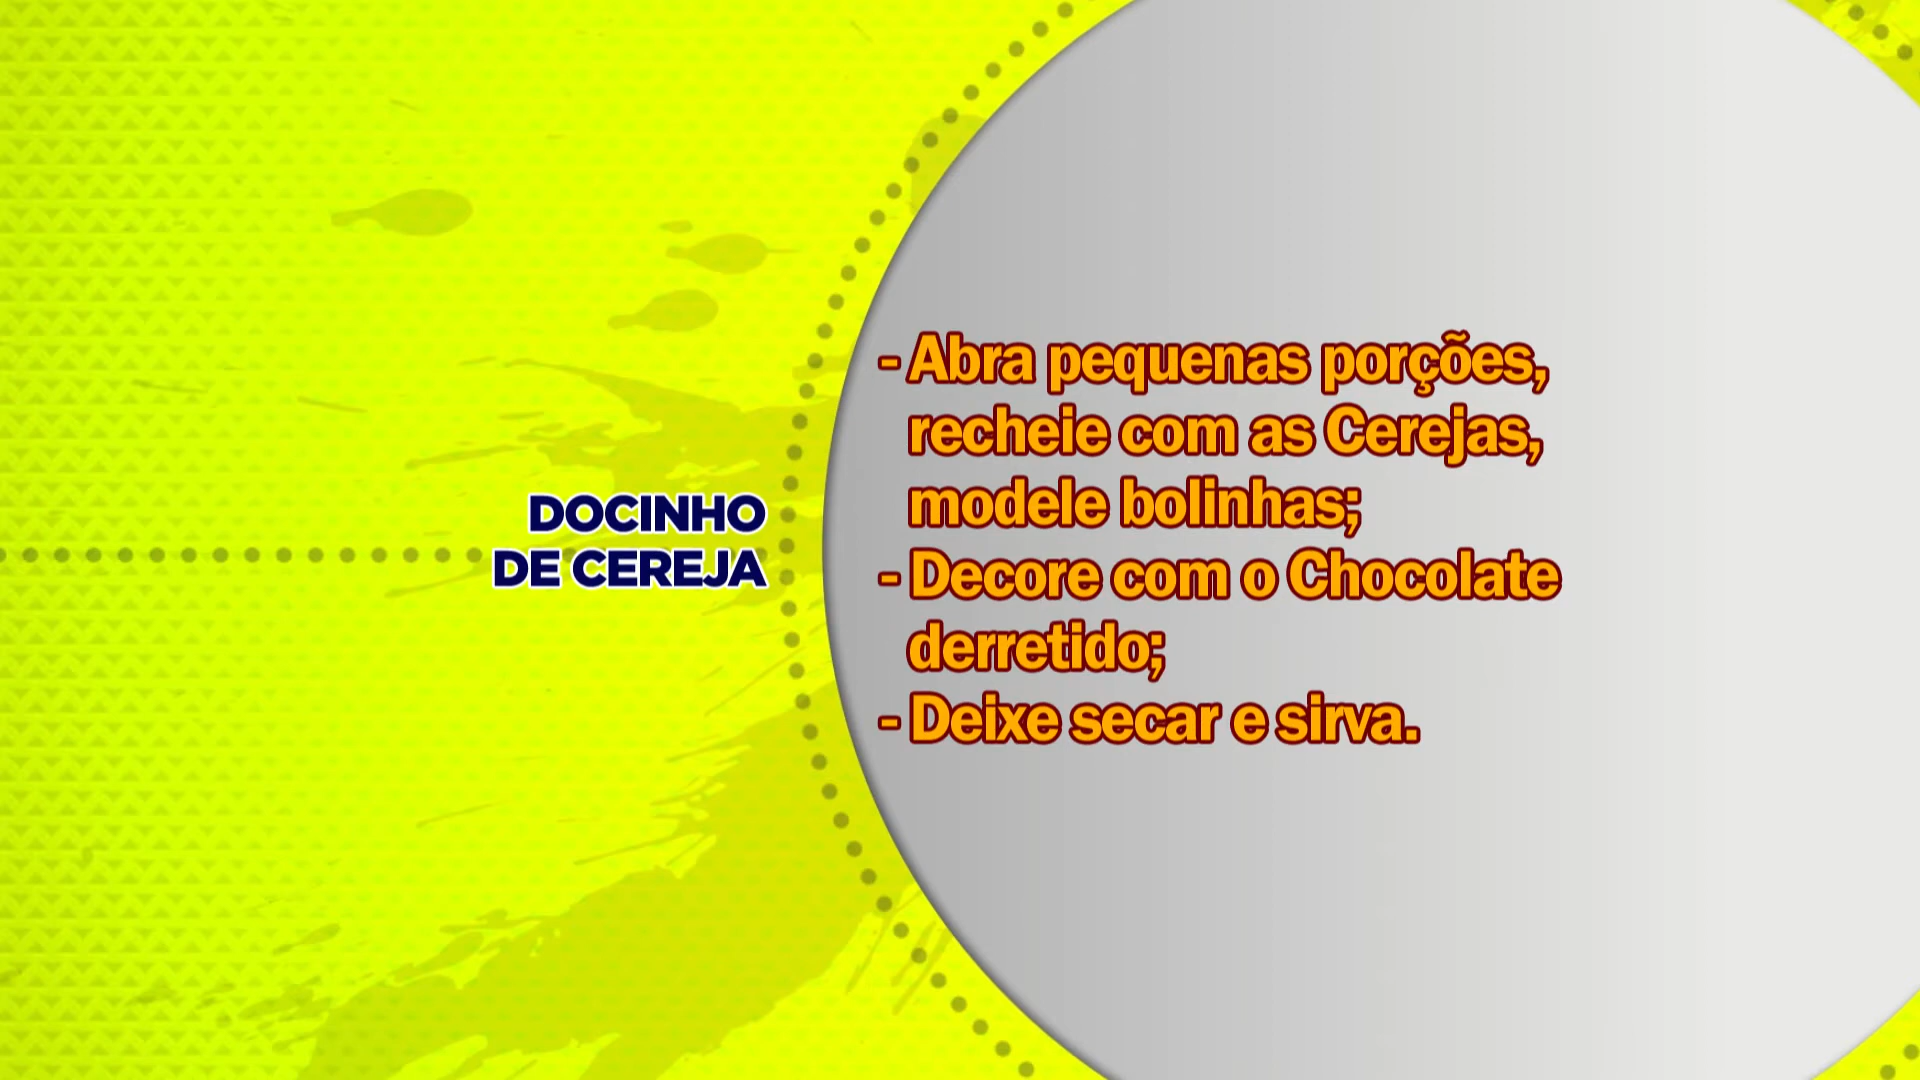 DOCINHO
DE CEREJA
- Abra pequenas porções,
recheie com as Cerejas,
modele bolinhas;
- Decore com o Chocolate
derretido;
- Deixe secar e sirva.